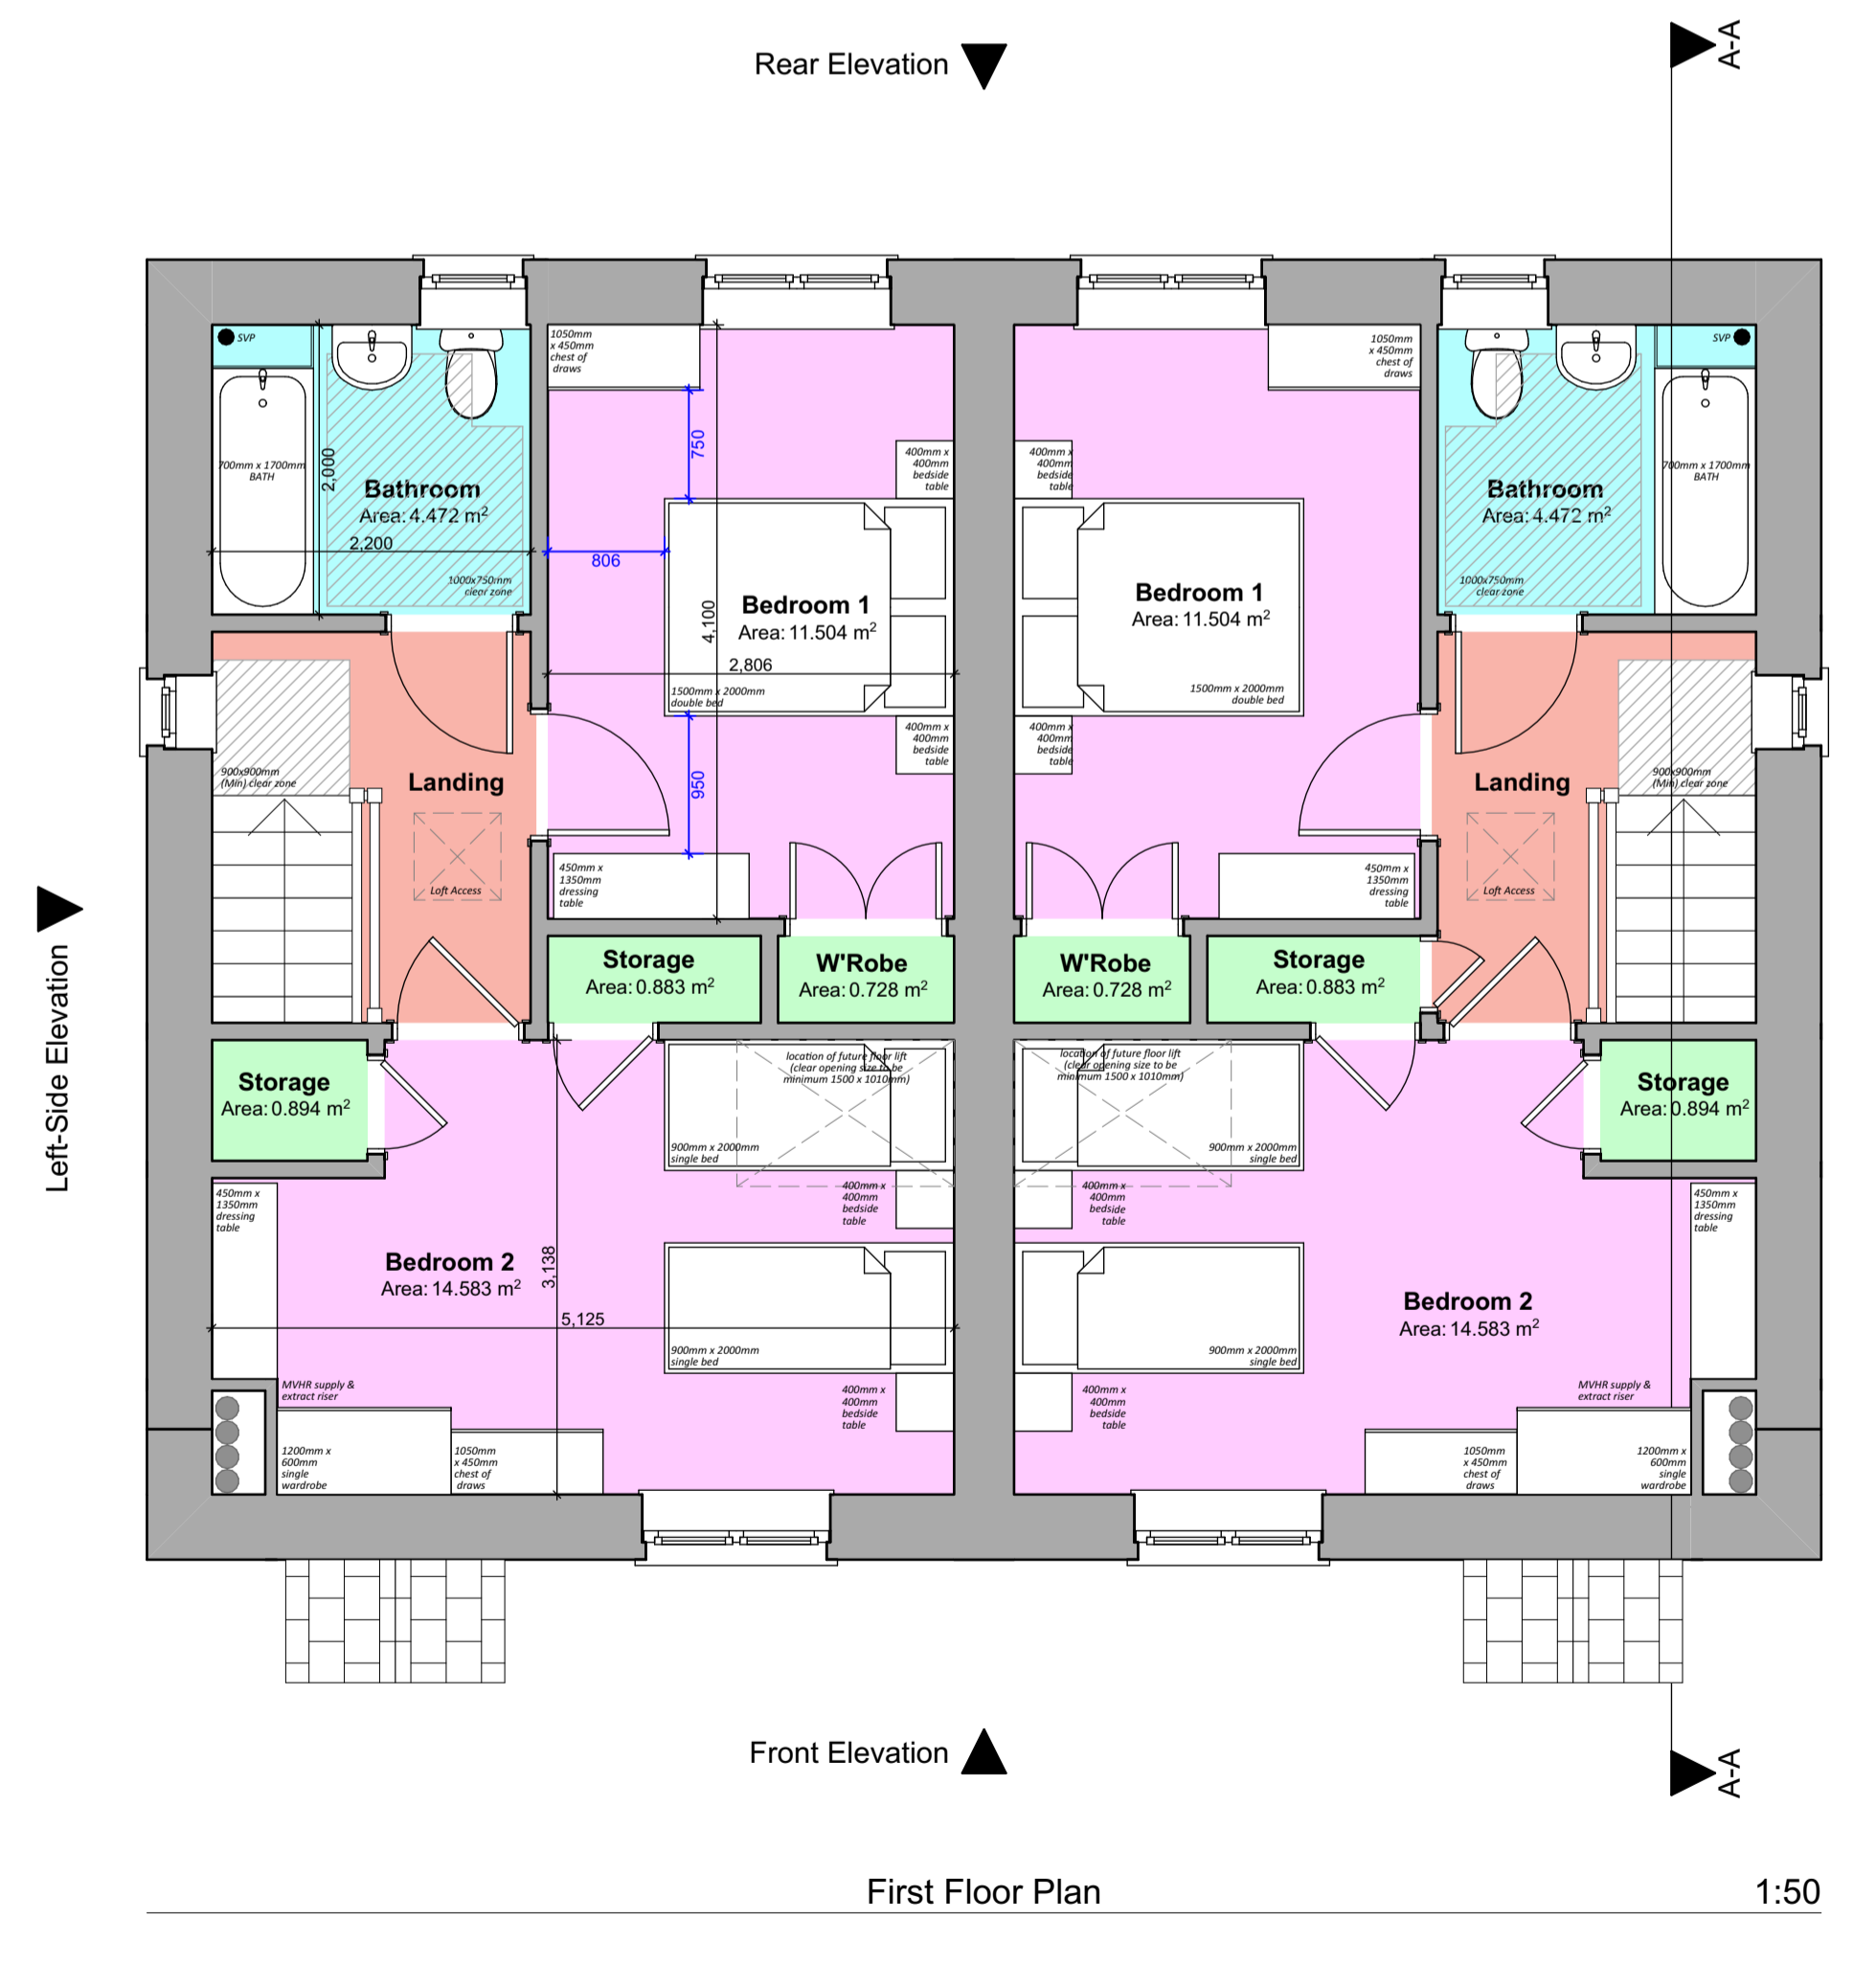 Rear Elevation
A-A
SVP
1050mm
x 450mm
chest of
draws
1050mm
x 450mm
chest of
draws
SVP
750
2,000
400mm x
400mm
bedside
table
400mm x
400mm
bedside
table
700mm x 1700mm
BATH
700mm x 1700mm
BATH
Bathroom
Area: 4.472 m²
2,200
1000x750mm
clear zone
806
Bathroom
Area: 4.472 m²
1000x750mm
clear zone
4,100
Bedroom 1
Area: 11.504 m²
2,806
1500mm x 2000mm
double bed
Bedroom 1
Area: 11.504 m²
1500mm x 2000mm
double bed
400mm x
400mm
bedside
table
400mm x
400mm
bedside
table
950
900x900mm
(Min) clear zone
Landing
Loft Access
Landing
900x900mm
(Min) clear zone
Loft Access
450mm x
1350mm
dressing
table
450mm x
1350mm
dressing
table
Left-Side Elevation
Storage
Area: 0.883 m²
W'Robe
Area: 0.728 m²
W'Robe
Area: 0.728 m²
Storage
Area: 0.883 m²
Storage
Area: 0.894 m²
location of future floor lift
(clear opening size to be
minimum 1500 x 1010mm)
900mm x 2000mm
single bed
location of future floor lift
(clear opening size to be
minimum 1500 x 1010mm)
900mm x 2000mm
single bed
Storage
Area: 0.894 m²
450mm x
1350mm
dressing
table
400mm x
400mm
bedside
table
400mm x
400mm
bedside
table
450mm x
1350mm
dressing
table
Bedroom 2
Area: 14.583 m²
3,138
5,125
900mm x 2000mm
single bed
900mm x 2000mm
single bed
Bedroom 2
Area: 14.583 m²
MVHR supply &
extract riser
400mm x
400mm
bedside
table
400mm x
400mm
bedside
table
MVHR supply &
extract riser
1200mm x
600mm
single
wardrobe
1050mm
x 450mm
chest of
draws
1050mm
x 450mm
chest of
draws
1200mm x
600mm
single
wardrobe
Front Elevation
A-A
First Floor Plan
1:50